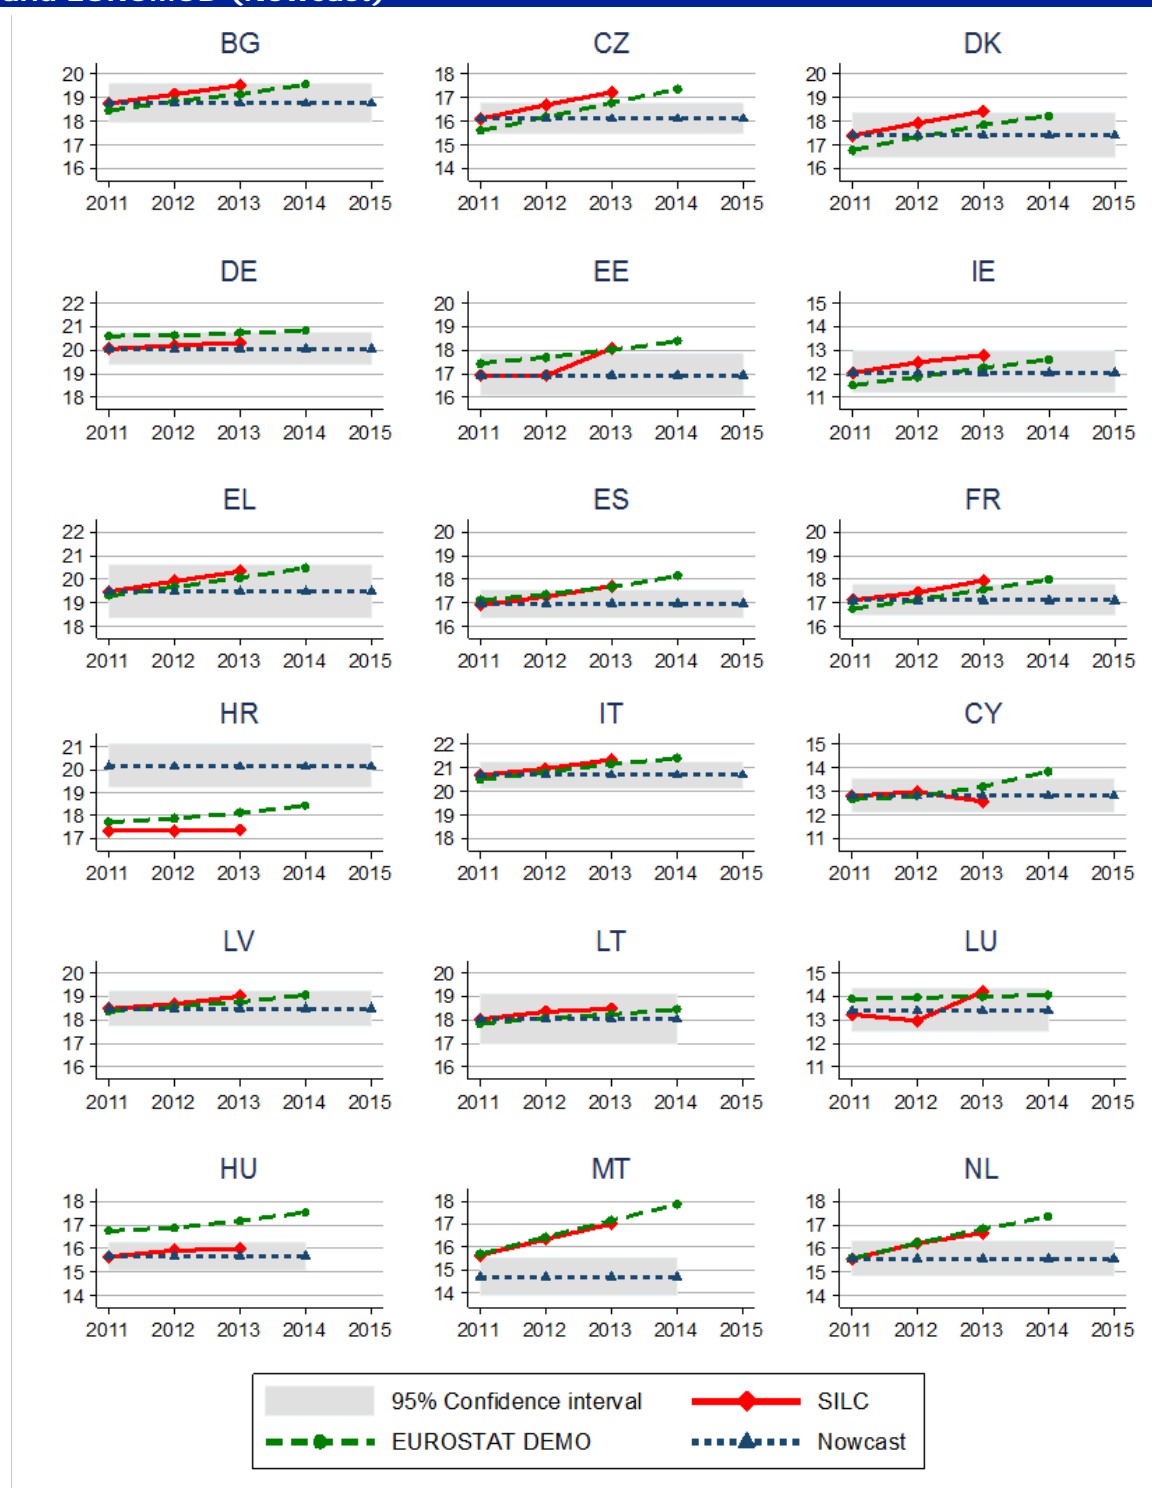 BG CZ DK
20 18 20
19 17 19
18 16 18
17 15 17
16 14 16
2011 2012 2013 2014 2015 2011 2012 2013 2014 2015 2011 2012 2013 2014 2015
DE EE IE
22 20 15
21 19 14
20 18 13
19 17 12
18 16 11
2011 2012 2013 2014 2015 2011 2012 2013 2014 2015 2011 2012 2013 2014 2015
EL ES FR
22 20 20
21 19 19
20 18 18
19 17 17
18 16 16
2011 2012 2013 2014 2015 2011 2012 2013 2014 2015 2011 2012 2013 2014 2015
HR IT CY
21 22 15
20 21 14
19 20 13
18 19 12
17 18 11
2011 2012 2013 2014 2015 2011 2012 2013 2014 2015 2011 2012 2013 2014 2015
LV LT LU
20 20 15
19 19 14
18 18 13
17 17 12
16 16 11
2011 2012 2013 2014 2015 2011 2012 2013 2014 2015 2011 2012 2013 2014 2015
HU MT NL
18 18 18
17 17 17
16 16 16
15 15 15
14 14 14
2011 2012 2013 2014 2015 2011 2012 2013 2014 2015 2011 2012 2013 2014 2015
95% Confidence interval SILC
EUROSTAT DEMO Nowcast